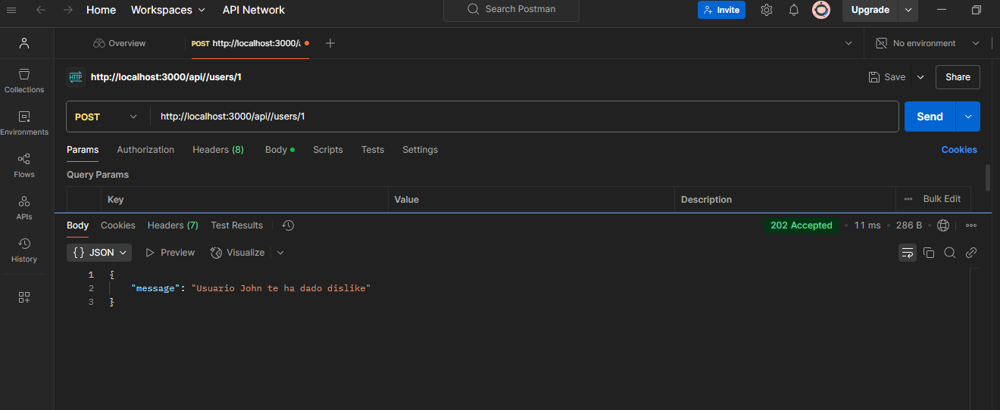 Home Workspaces API Network Search Postman Invite Upgrade
Overview POST http://localhost:3000/a No environment
HTTP http://localhost:3000/api//users/1 Save Share
POST http://localhost:3000/api//users/1 Send
Params Authorization Headers (8) Body Scripts Tests Settings Cookies
Query Params
Key Value Description Bulk Edit
Body Cookies Headers (7) Test Results 202 Accepted 11 ms 286 B
{} JSON Preview Visualize
1 {
2 "message": "Usuario John te ha dado dislike"
3 }
Collections
Environments
Flows
APIs
History